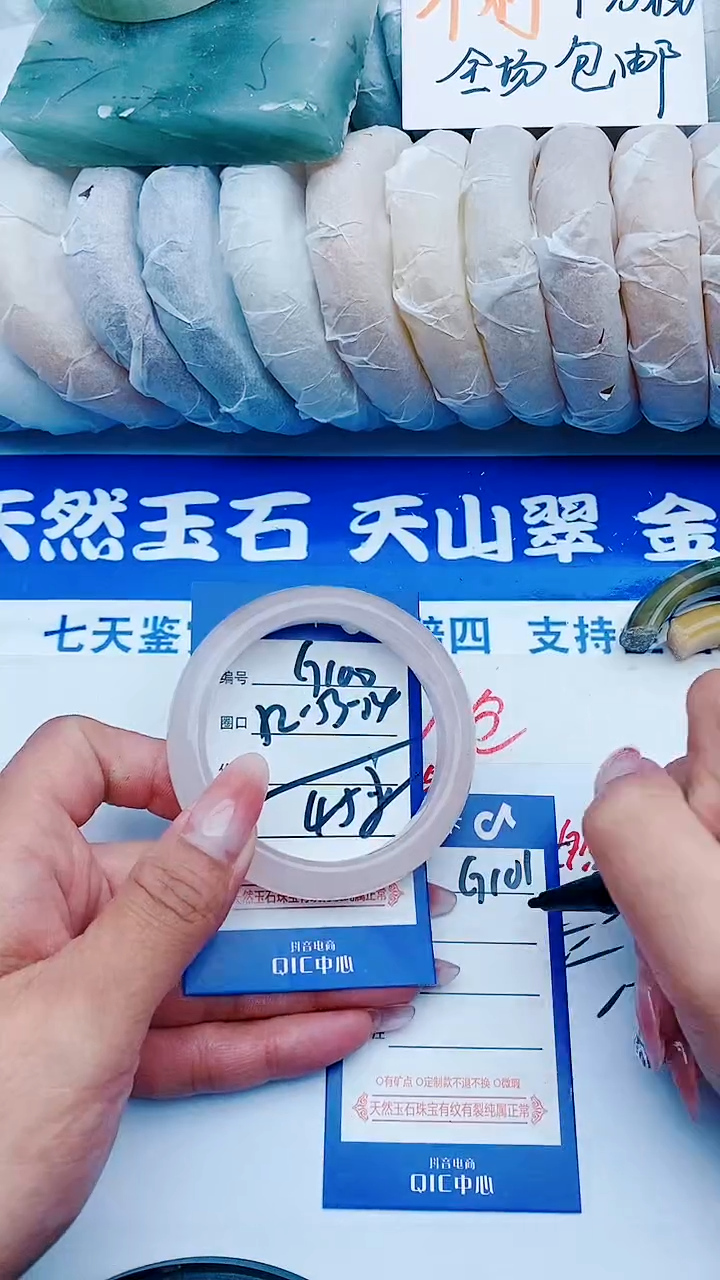 全场包邮
天然玉石 天山翠 金
七天鉴
四 支持
编号 G100
圈口 52-53-14
45
包
G101
然玉石珠宝有纹有裂纯属正常
抖音电商
QIC中心
O有矿点 O定制款不退不换 O微瑕
天然玉石珠宝有纹有裂纯属正常
抖音电商
QIC中心